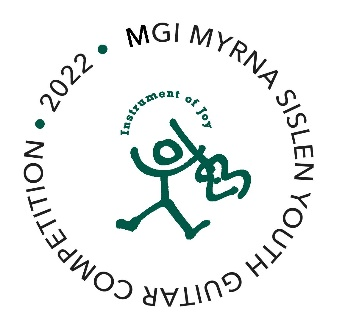 MGI MYRNA SISLEN YOUTH GUITAR COMPETITION • 2022 •
Instrument of Joy